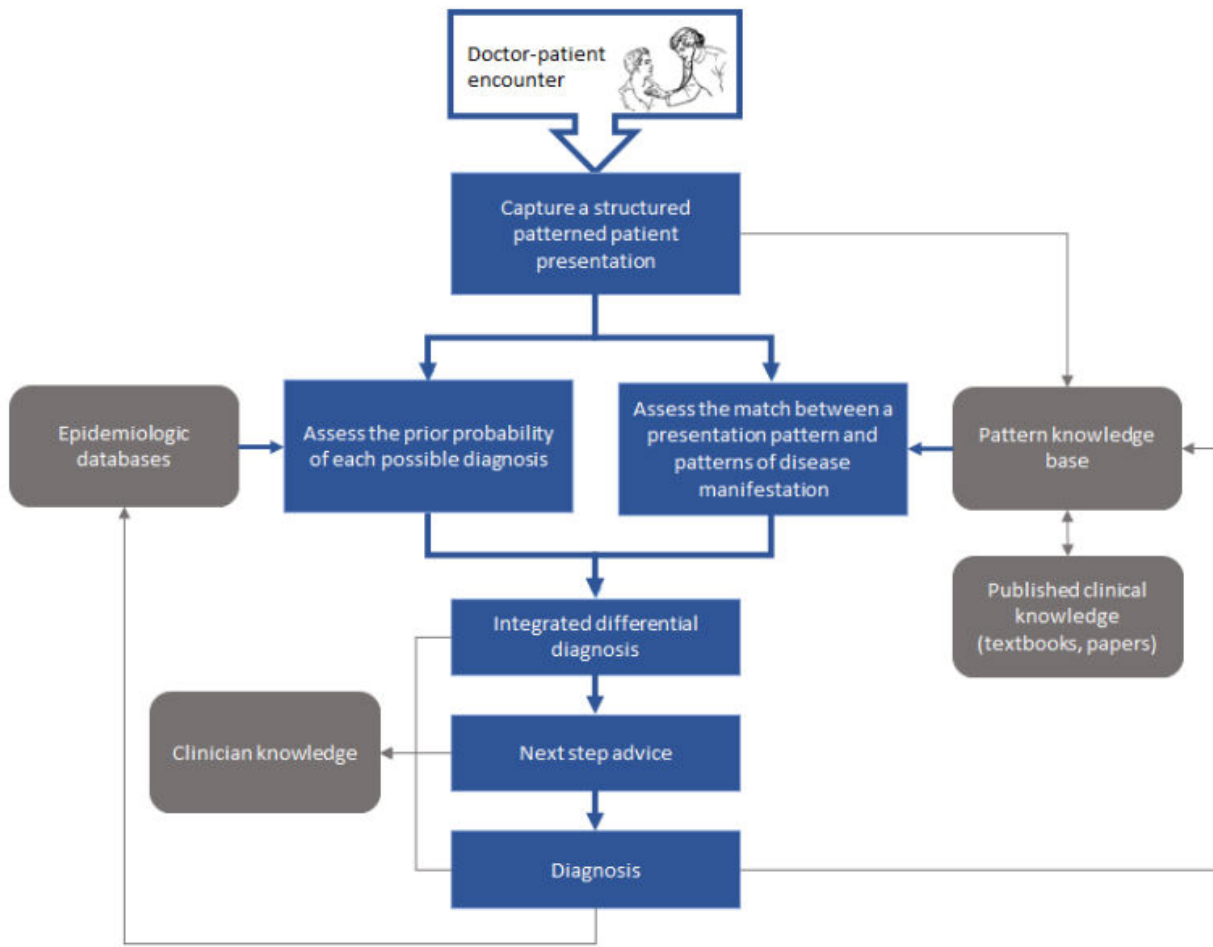 Doctor-patient
encounter
Capture a structured
patterned patient
presentation
Epidemiologic
databases
Assess the prior probability
of each possible diagnosis
Assess the match between a
presentation pattern and
patterns of disease
manifestation
Pattern knowledge
base
Published clinical
knowledge
(textbooks, papers)
Integrated differential
diagnosis
Clinician knowledge
Next step advice
Diagnosis